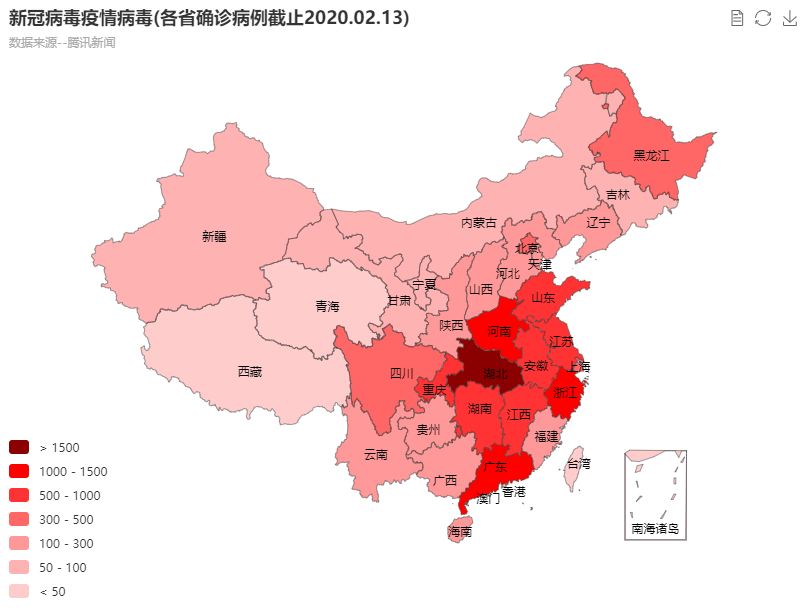 新冠病毒疫情病毒(各省确诊病例截止2020.02.13)
数据来源--腾讯新闻
黑龙江
吉林
辽宁
内蒙古
新疆
北京
天津
河北
宁夏
山西
山东
甘肃
青海
陕西
河南
江苏
上海
安徽
西藏
四川
湖北
重庆
浙江
湖南
江西
贵州
福建
云南
台湾
广东
广西
香港
澳门
海南
南海诸岛
> 1500
1000 - 1500
500 - 1000
300 - 500
100 - 300
50 - 100
< 50